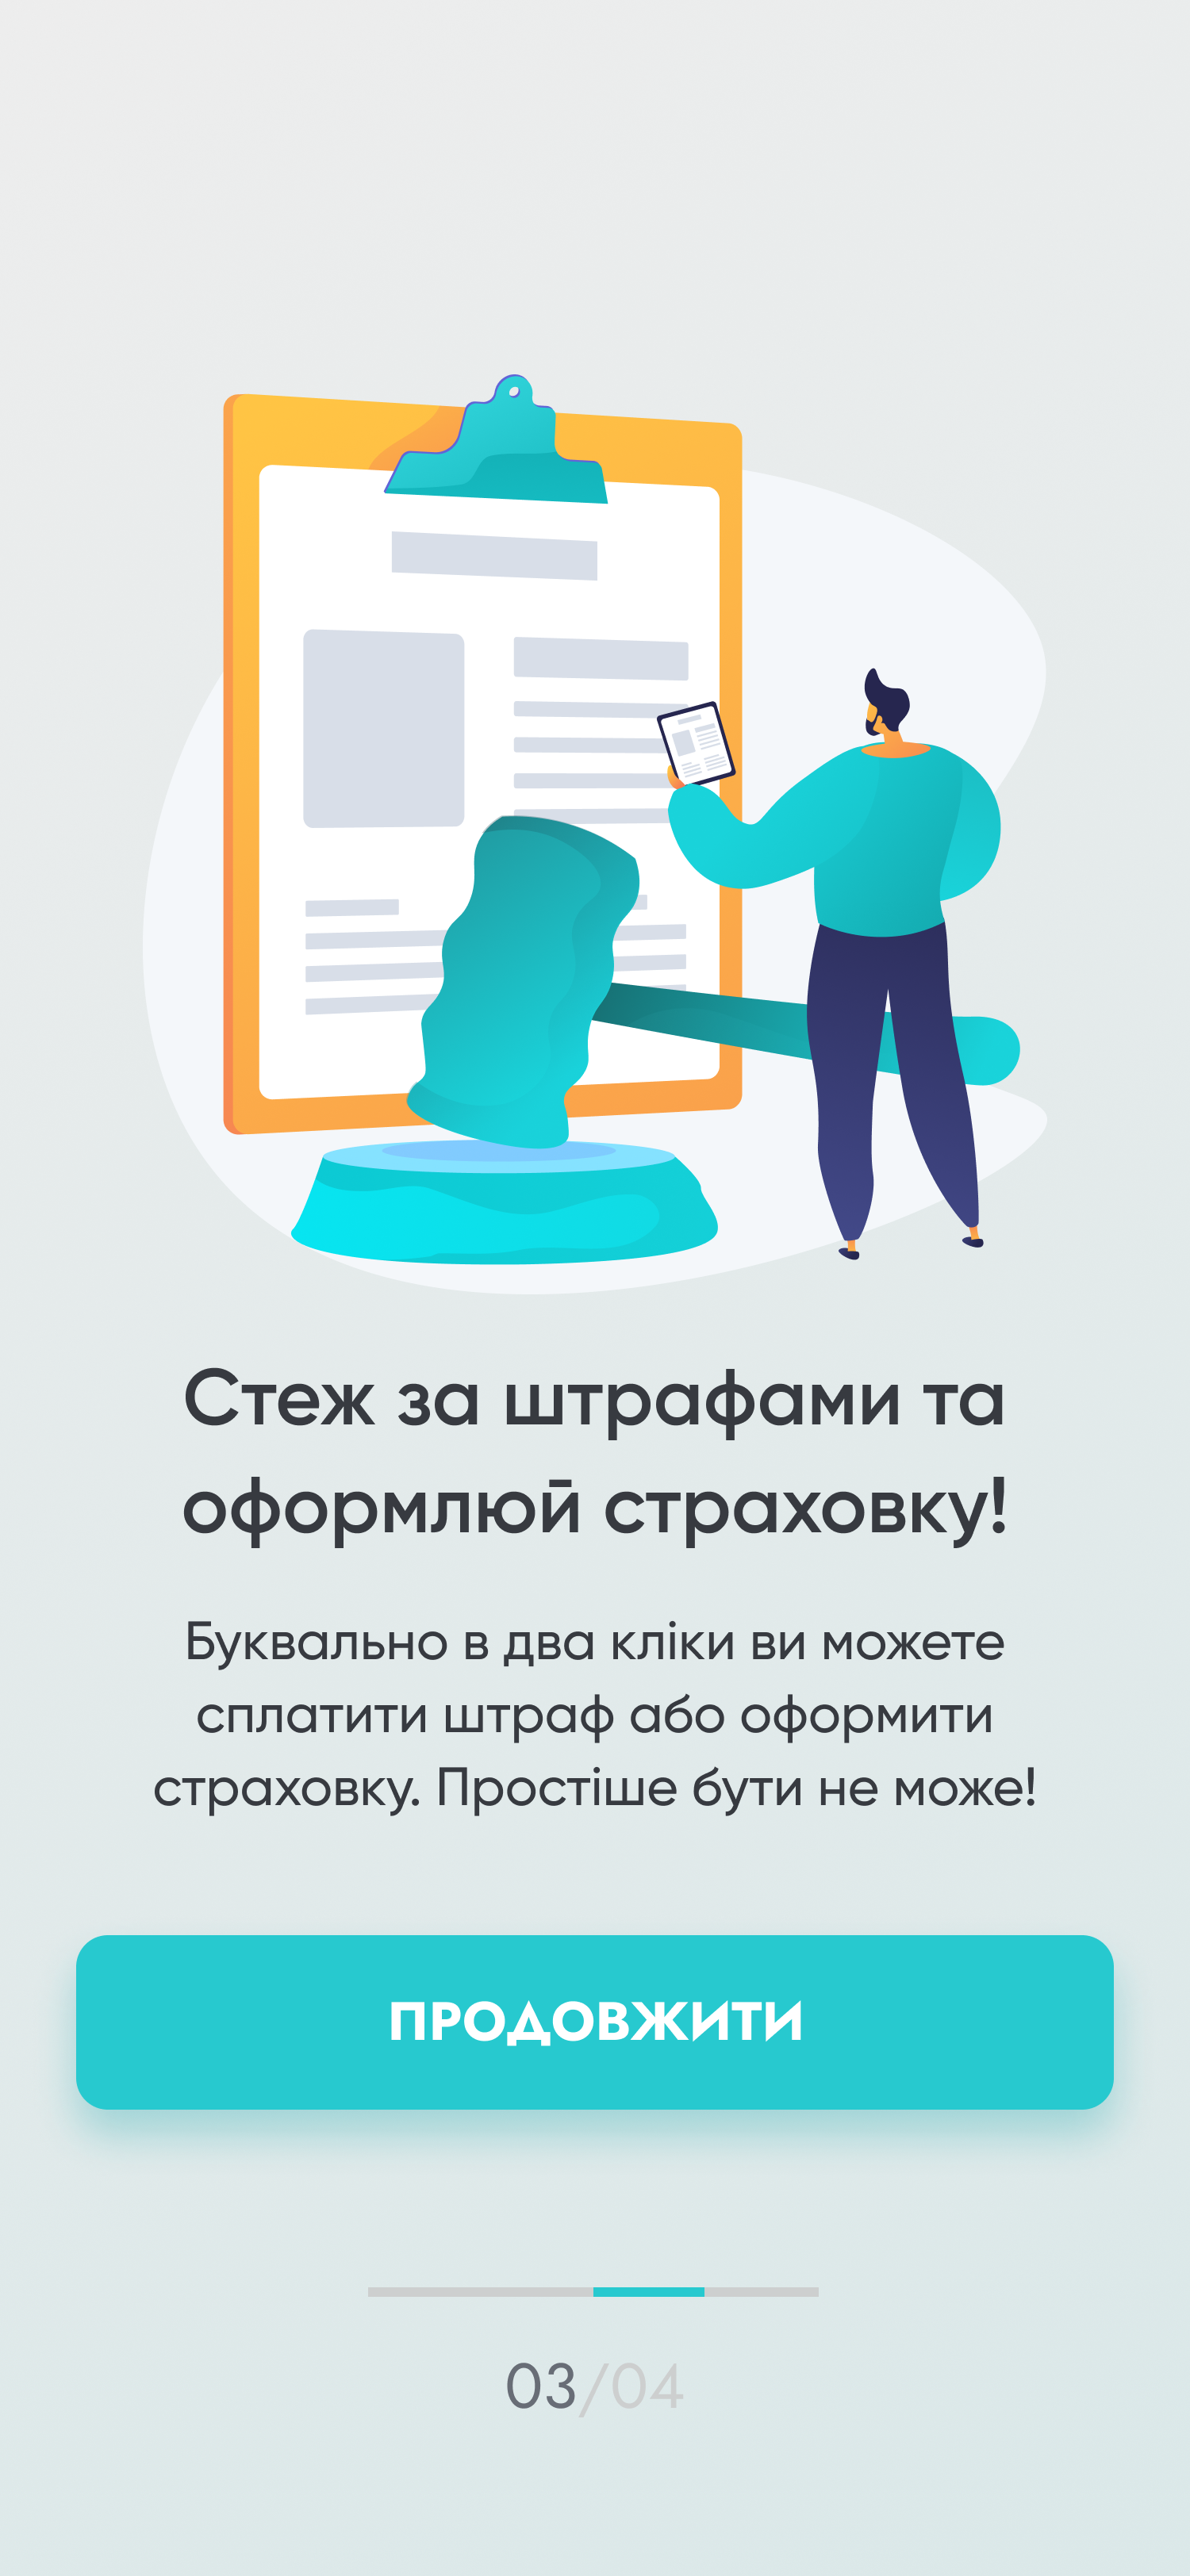 Стеж за штрафами та
оформлюй страховку!
Буквально в два кліки ви можете
сплатити штраф або оформити
страховку. Простіше бути не може!
ПРОДОВЖИТИ
03/04